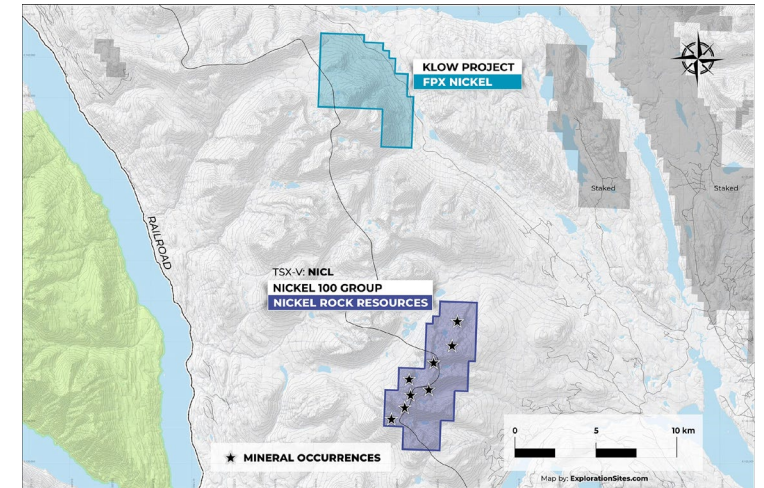 KLOW PROJECT
FPX NICKEL
Staked
Staked
RAILROAD
TSX-V: NICL
NICKEL 100 GROUP
NICKEL ROCK RESOURCES
0 5 10 km
MINERAL OCCURRENCES
Map by: ExplorationSites.com